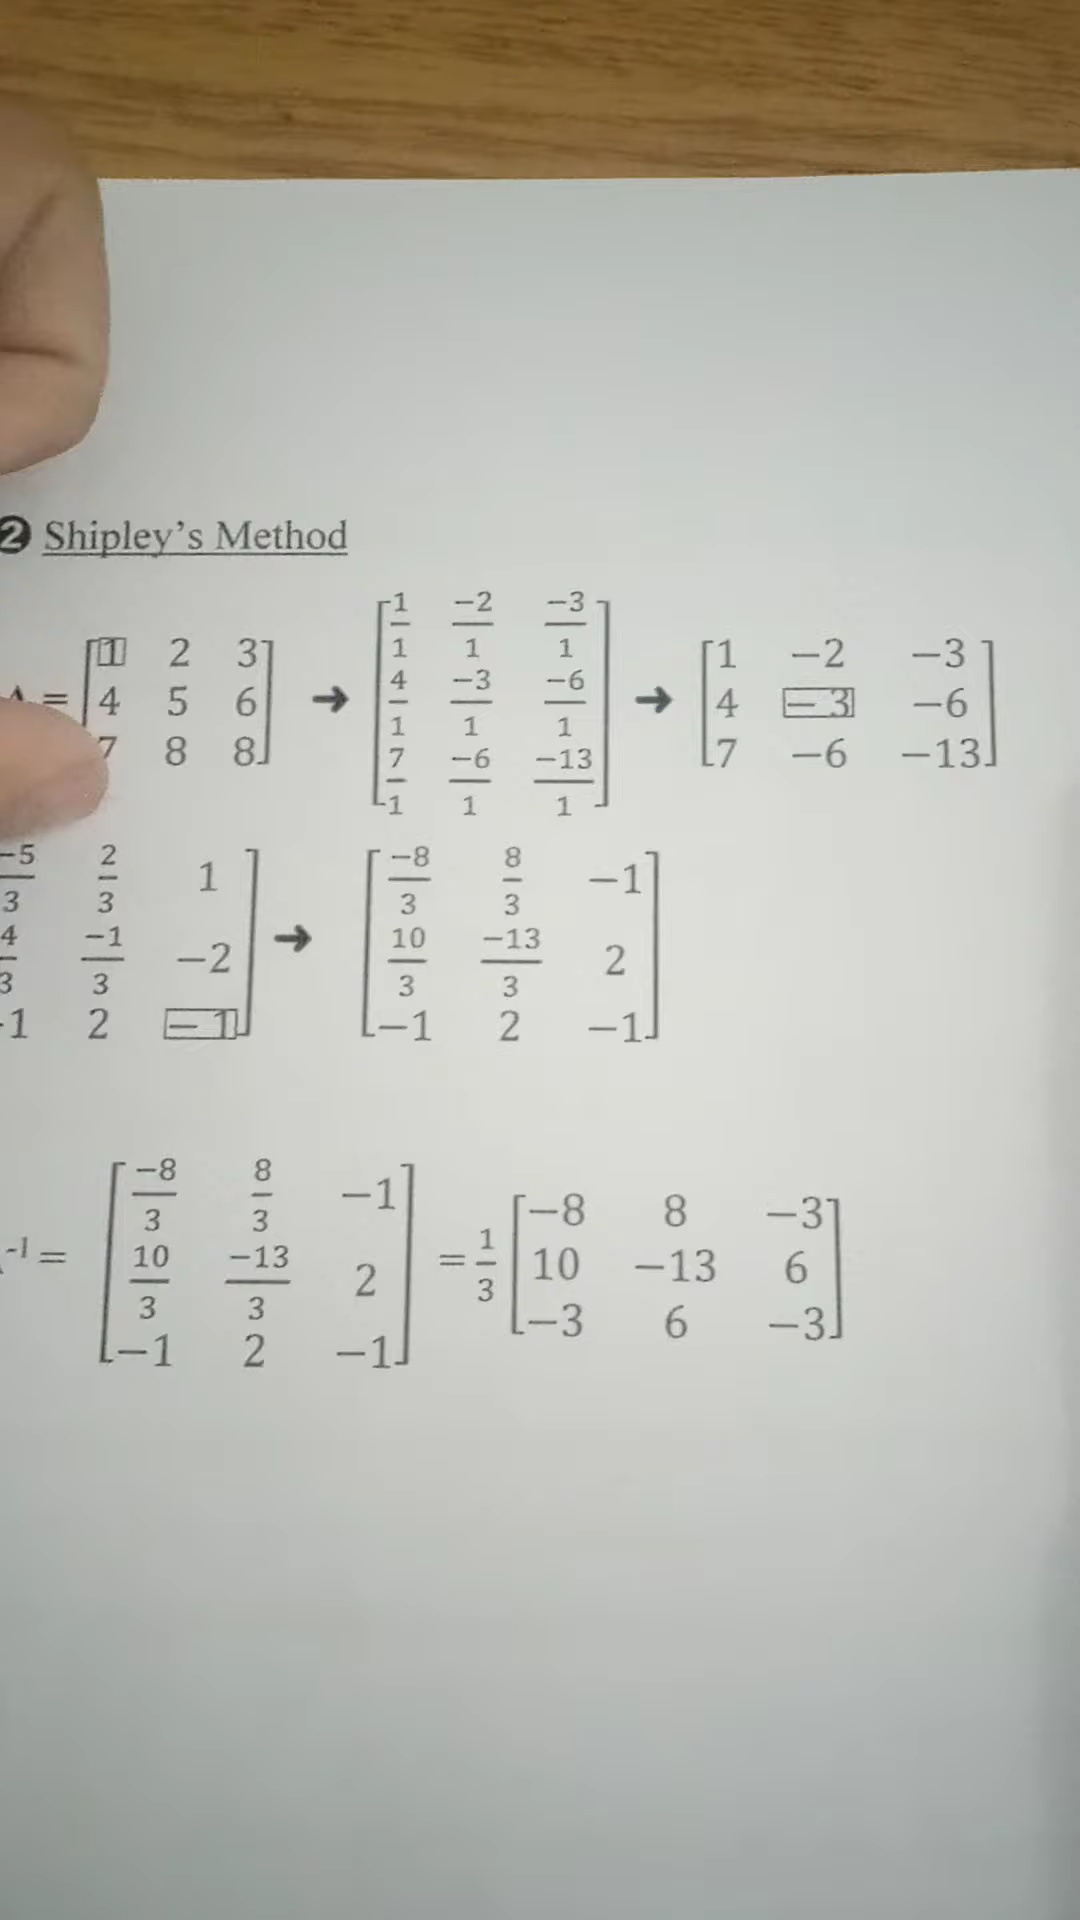 2 Shipley's Method
= [1 2 3; 4 5 6; 7 8 8] → [1/1 -2/1 -3/1; 4/1 -3/1 -6/1; 7/1 -6/1 -13/1] → [1 -2 -3; 4 -3 -6; 7 -6 -13]
-5/3 2/3 1; 4/3 -1/3 -2; -1 2 -1] → [-8/3 8/3 -1; 10/3 -13/3 2; -1 2 -1]
-1 = [-8/3 8/3 -1; 10/3 -13/3 2; -1 2 -1] = 1/3 [-8 8 -3; 10 -13 6; -3 6 -3]